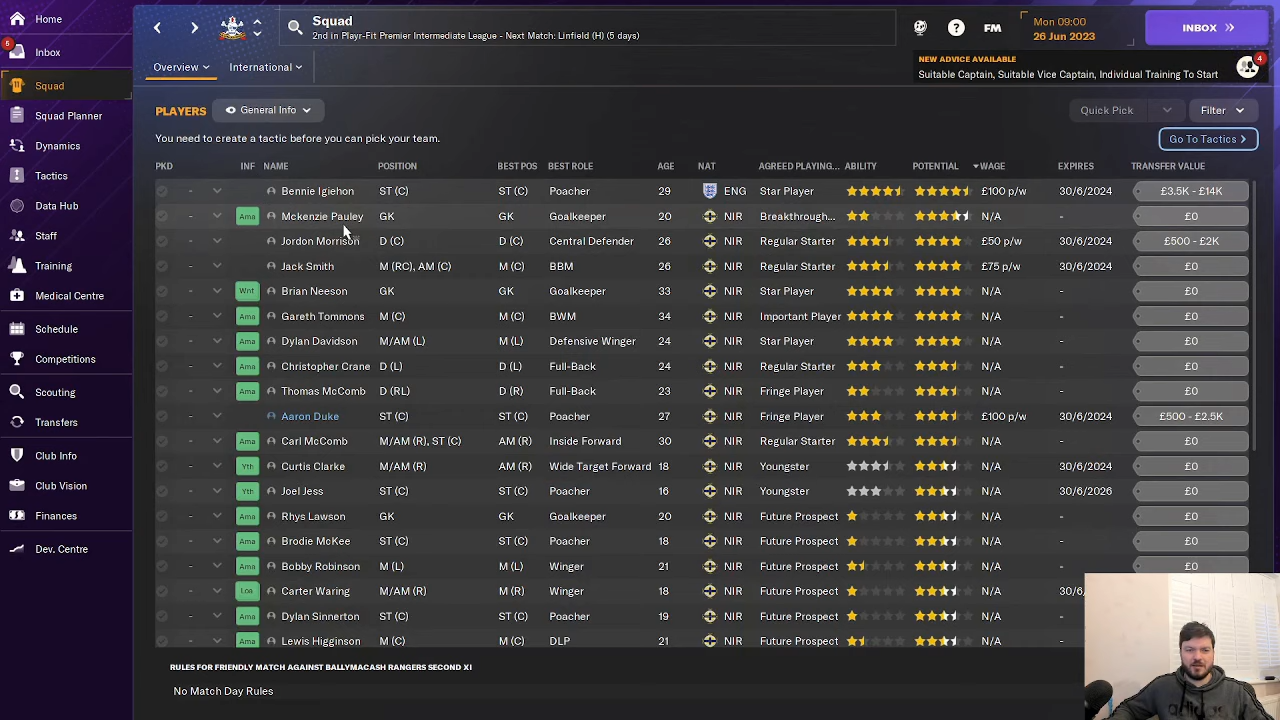 Home
5
Inbox
Squad
Squad Planner
Dynamics
Tactics
Data Hub
Staff
Training
Medical Centre
Schedule
Competitions
Scouting
Transfers
Club Info
Club Vision
Finances
Dev. Centre
Squad
2nd in Play-Fit Premier Intermediate League - Next Match: Linfield (H) (5 days)
?
FM
Mon 09:00
26 Jun 2023
INBOX
Overview
International
NEW ADVICE AVAILABLE
Suitable Captain, Suitable Vice Captain, Individual Training To Start
4
PLAYERS
General Info
Quick Pick
Filter
You need to create a tactic before you can pick your team.
Go To Tactics
PKD INF NAME POSITION BEST POS BEST ROLE AGE NAT AGREED PLAYING... ABILITY POTENTIAL WAGE EXPIRES TRANSFER VALUE
- Bennie Igiehon ST (C) ST (C) Poacher 29 ENG Star Player £100 p/w 30/6/2024 £3.5K - £14K
- Ama Mckenzie Pauley GK GK Goalkeeper 20 NIR Breakthrough... N/A - £0
- Jordon Morrison D (C) D (C) Central Defender 26 NIR Regular Starter £50 p/w 30/6/2024 £500 - £2K
- Jack Smith M (RC), AM (C) M (C) BBM 26 NIR Regular Starter £75 p/w 30/6/2024 £0
- Wnt Brian Neeson GK GK Goalkeeper 33 NIR Star Player N/A - £0
- Ama Gareth Tommons M (C) M (C) BWM 34 NIR Important Player N/A - £0
- Ama Dylan Davidson M/AM (L) M (L) Defensive Winger 24 NIR Star Player N/A - £0
- Ama Christopher Crane D (L) D (L) Full-Back 24 NIR Regular Starter N/A - £0
- Ama Thomas McComb D (RL) D (R) Full-Back 23 NIR Fringe Player N/A - £0
- Aaron Duke ST (C) ST (C) Poacher 27 NIR Fringe Player £100 p/w 30/6/2024 £500 - £2.5K
- Ama Carl McComb M/AM (R), ST (C) AM (R) Inside Forward 30 NIR Regular Starter N/A - £0
- Yth Curtis Clarke M/AM (R) AM (R) Wide Target Forward 18 NIR Youngster N/A 30/6/2024 £0
- Yth Joel Jess ST (C) ST (C) Poacher 16 NIR Youngster N/A 30/6/2026 £0
- Ama Rhys Lawson GK GK Goalkeeper 20 NIR Future Prospect N/A - £0
- Ama Brodie McKee ST (C) ST (C) Poacher 18 NIR Future Prospect N/A - £0
- Ama Bobby Robinson M (L) M (L) Winger 21 NIR Future Prospect N/A - £0
- Loa Carter Waring M/AM (R) M (R) Winger 18 NIR Future Prospect N/A
- Ama Dylan Sinnerton ST (C) ST (C) Poacher 19 NIR Future Prospect N/A -
- Ama Lewis Higginson M (C) M (C) DLP 21 NIR Future Prospect N/A -
RULES FOR FRIENDLY MATCH AGAINST BALLYMACASH RANGERS SECOND XI
No Match Day Rules
adidas